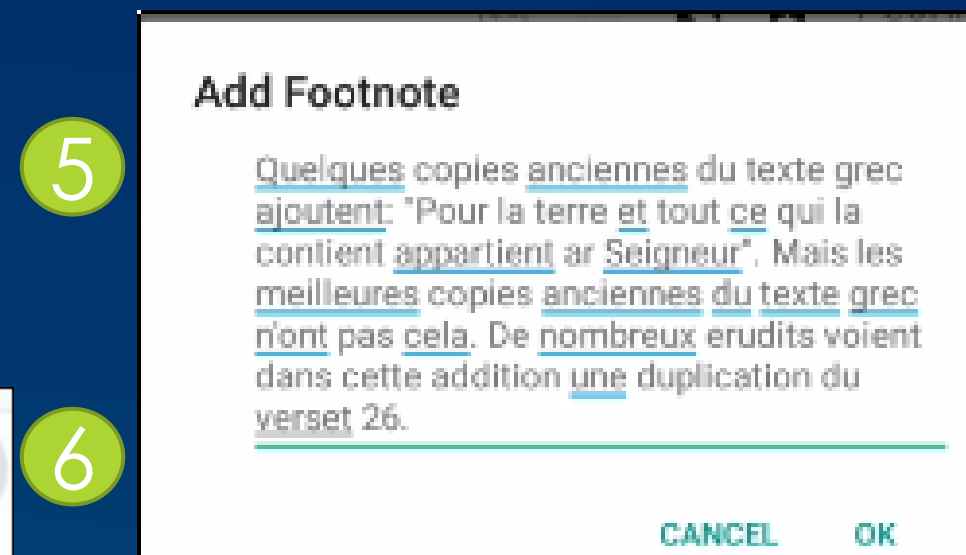 Add Footnote
5
Quelques copies anciennes du texte grec
ajoutent: "Pour la terre et tout ce qui la
contient appartient ar Seigneur". Mais les
meilleures copies anciennes du texte grec
n'ont pas cela. De nombreux erudits voient
dans cette addition une duplication du
verset 26.
6
CANCEL OK